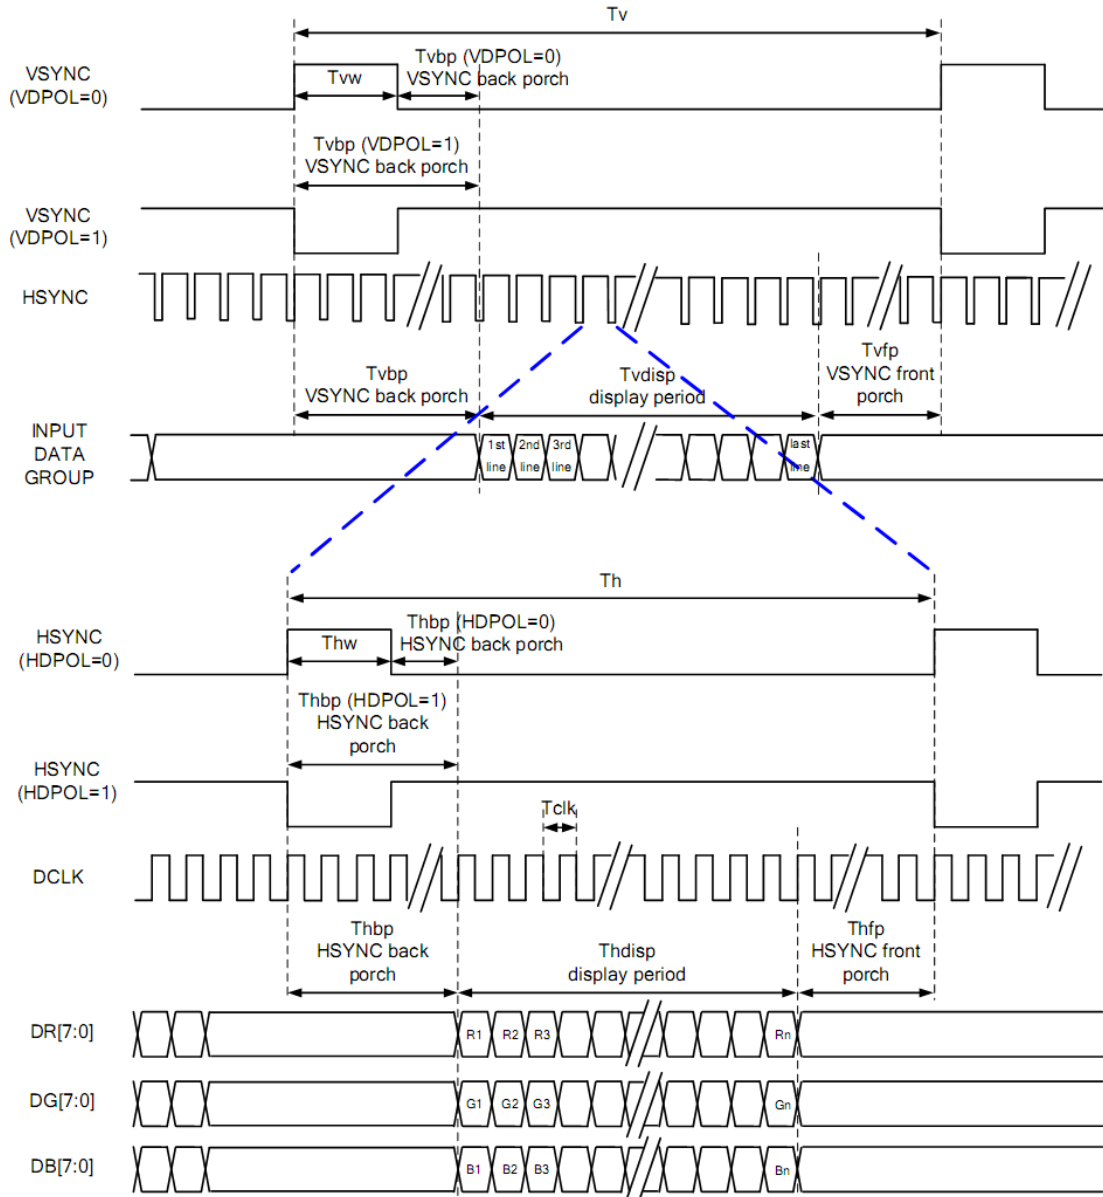 Tv
Tvbp (VDPOL=0)
VSYNC back porch
VSYNC
(VDPOL=0)
Tvw
Tvbp (VDPOL=1)
VSYNC back porch
VSYNC
(VDPOL=1)
HSYNC
Tvbp
VSYNC back porch
Tvdisp
display period
Tvfp
VSYNC front
porch
INPUT
DATA
GROUP
1st
line
2nd
line
3rd
line
last
line
Th
Thbp (HDPOL=0)
HSYNC back porch
HSYNC
(HDPOL=0)
Thw
Thbp (HDPOL=1)
HSYNC back
porch
HSYNC
(HDPOL=1)
Tclk
DCLK
Thbp
HSYNC back
porch
Thdisp
display period
Thfp
HSYNC front
porch
DR[7:0]
R1 R2 R3 Rn
DG[7:0]
G1 G2 G3 Gn
DB[7:0]
B1 B2 B3 Bn